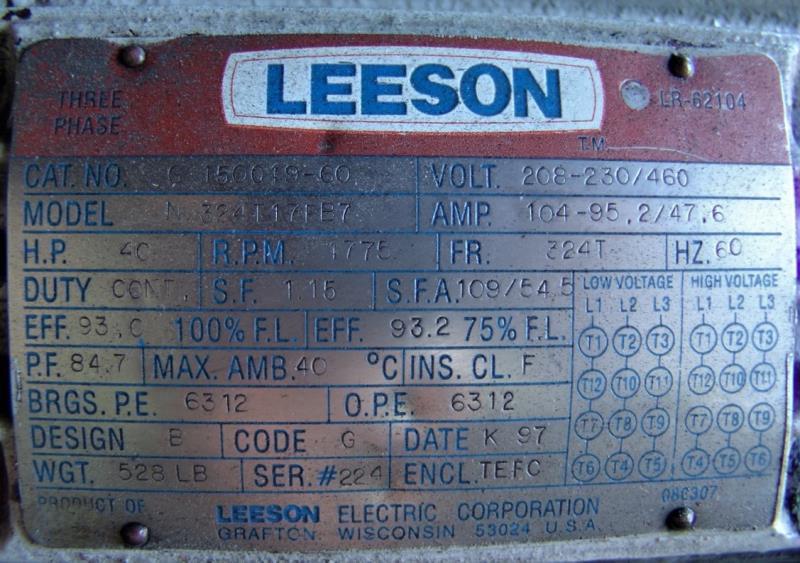 THREE PHASE
LEESON
LR-62104
T.M.
CAT. NO. G150019-60 VOLT. 208-230/460
MODEL N324T17FB7 AMP. 104-95.2/47.6
H.P. 40 R.P.M. 1775 FR. 324T HZ. 60
DUTY CONT. S.F. 1.15 S.F.A. 109/54.5
EFF. 93.0 100% F.L. EFF. 93.2 75% F.L.
P.F. 84.7 MAX. AMB. 40 °C INS. CL. F
BRGS. P.E. 6312 O.P.E. 6312
DESIGN B CODE G DATE K 97
WGT. 528 LB SER. #224 ENCL. TEFC
LOW VOLTAGE HIGH VOLTAGE
L1 L2 L3 L1 L2 L3
T1 T2 T3 T1 T2 T3
T12 T10 T11 T12 T10 T11
T7 T8 T9 T7 T8 T9
T6 T4 T5 T4 T5 T6
PRODUCT OF LEESON ELECTRIC CORPORATION
GRAFTON, WISCONSIN 53024 U.S.A.
080307